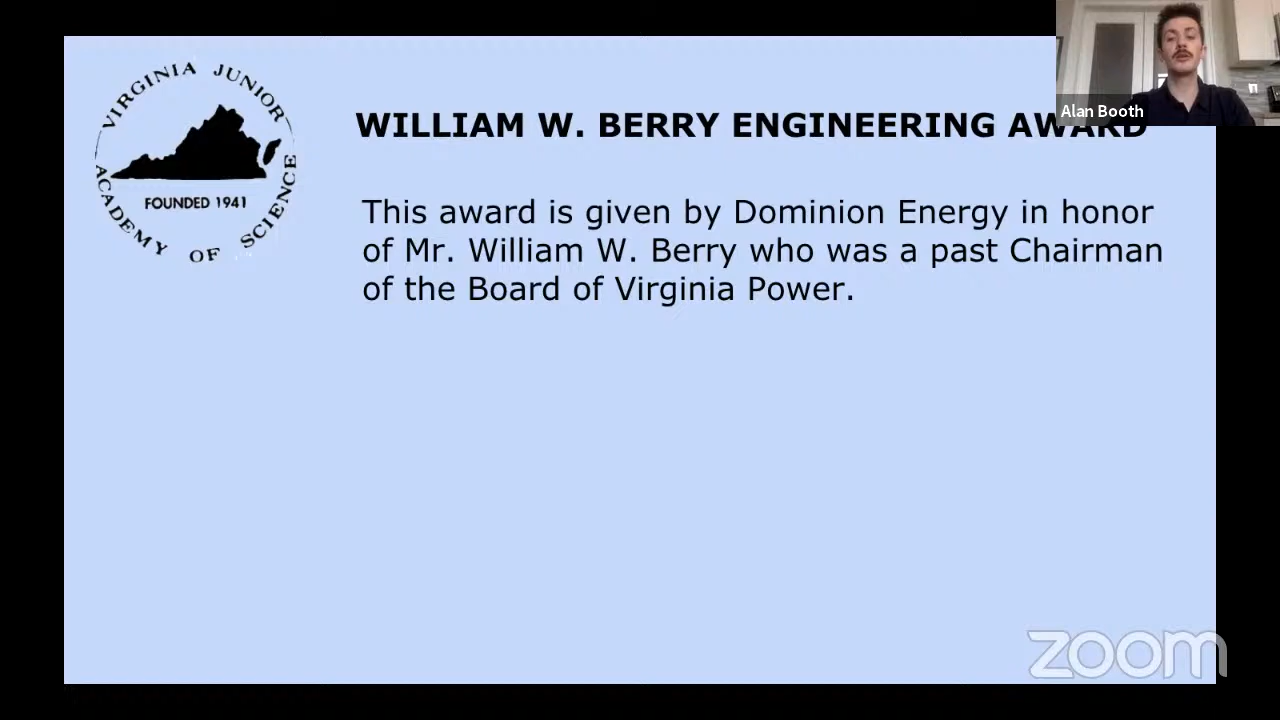 VIRGINIA JUNIOR
ACADEMY OF SCIENCE
FOUNDED 1941
WILLIAM W. BERRY ENGINEERING AWARD
Alan Booth
This award is given by Dominion Energy in honor
of Mr. William W. Berry who was a past Chairman
of the Board of Virginia Power.
zoom